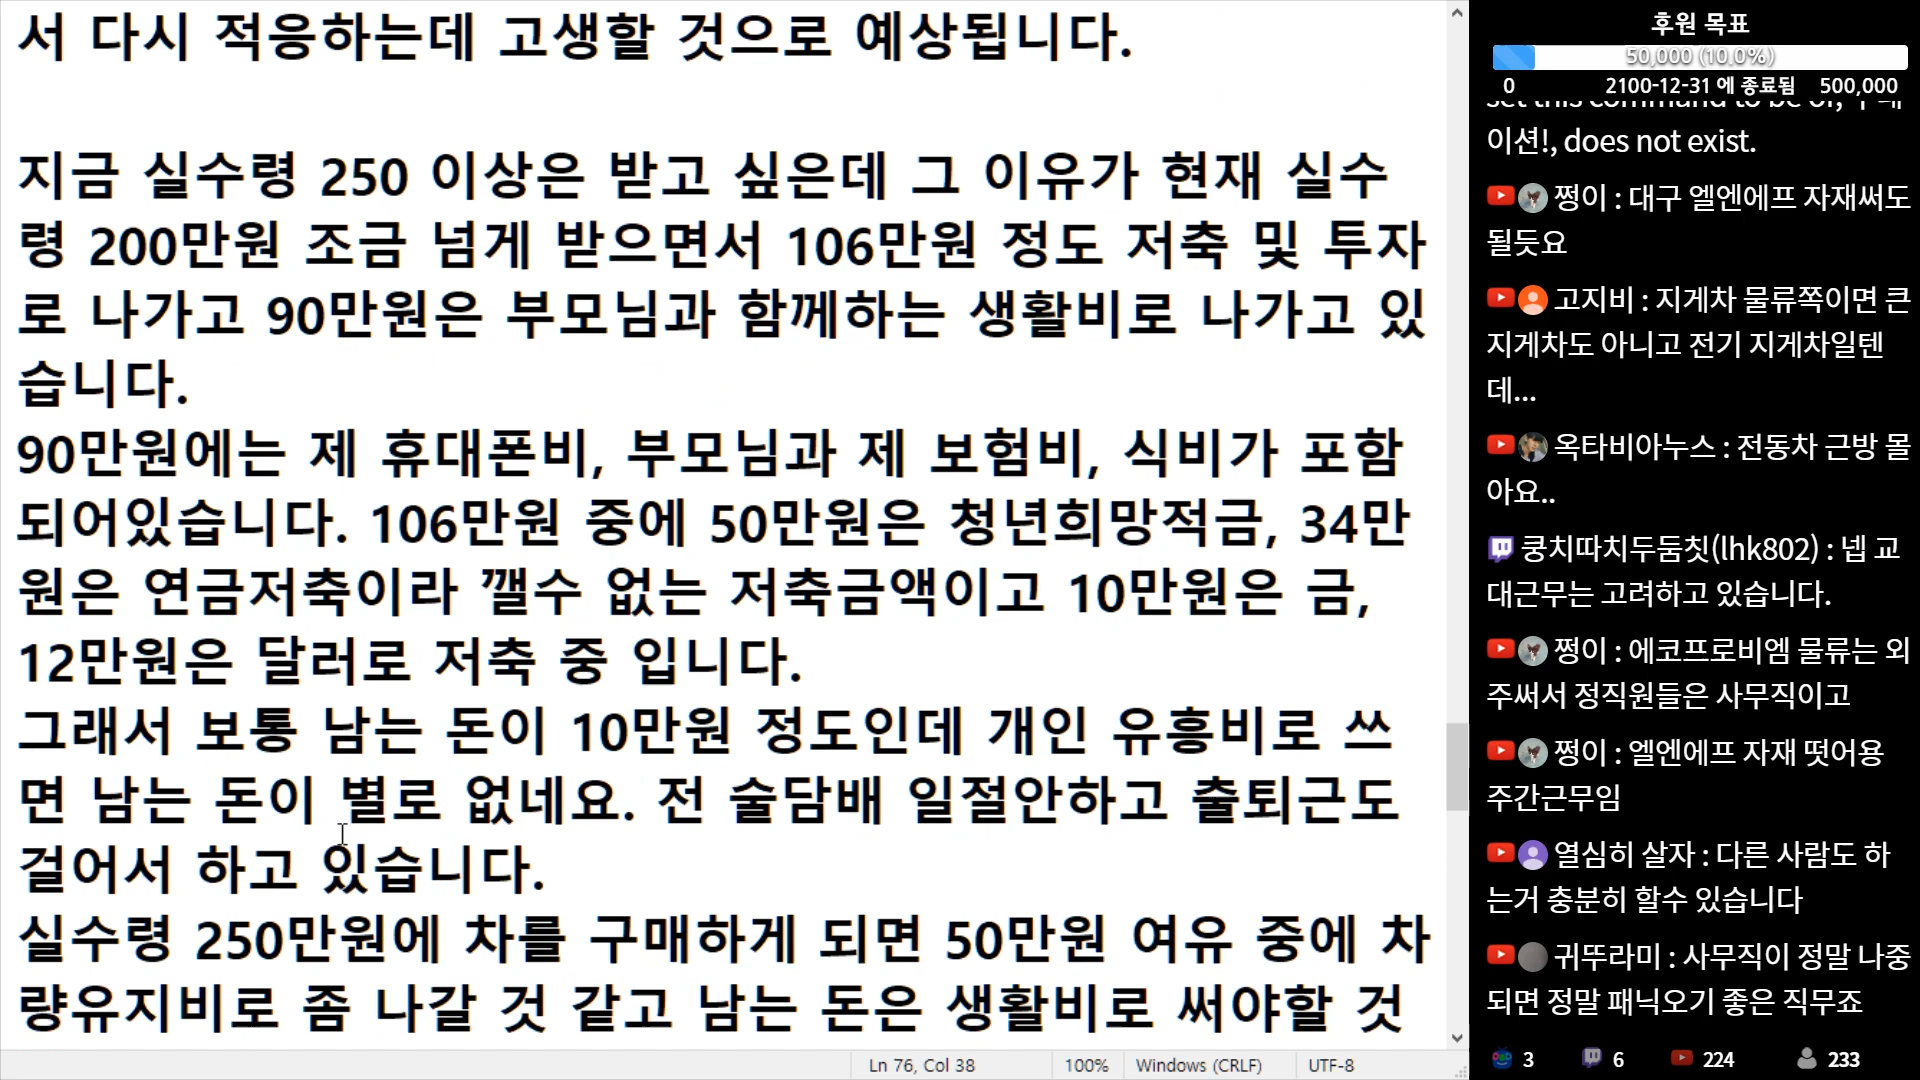 서 다시 적응하는데 고생할 것으로 예상됩니다.
지금 실수령 250 이상은 받고 싶은데 그 이유가 현재 실수
령 200만원 조금 넘게 받으면서 106만원 정도 저축 및 투자
로 나가고 90만원은 부모님과 함께하는 생활비로 나가고 있
습니다.
90만원에는 제 휴대폰비, 부모님과 제 보험비, 식비가 포함
되어있습니다. 106만원 중에 50만원은 청년희망적금, 34만
원은 연금저축이라 깰수 없는 저축금액이고 10만원은 금,
12만원은 달러로 저축 중 입니다.
그래서 보통 남는 돈이 10만원 정도인데 개인 유흥비로 쓰
면 남는 돈이 별로 없네요. 전 술담배 일절안하고 출퇴근도
걸어서 하고 있습니다.
실수령 250만원에 차를 구매하게 되면 50만원 여유 중에 차
량유지비로 좀 나갈 것 같고 남는 돈은 생활비로 써야할 것
Ln 76, Col 38
100%
Windows (CRLF)
UTF-8
후원 목표
50,000 (10.0%)
0 2100-12-31 에 종료됨 500,000
set this command to be of,
이션!, does not exist.
쩡이 : 대구 엘엔에프 자재써도
될듯요
고지비 : 지게차 물류쪽이면 큰
지게차도 아니고 전기 지게차일텐
데...
옥타비아누스 : 전동차 근방 몰
아요..
쿵치따치두둠칫(lhk802) : 넵 교
대근무는 고려하고 있습니다.
쩡이 : 에코프로비엠 물류는 외
주써서 정직원들은 사무직이고
쩡이 : 엘엔에프 자재 떳어용
주간근무임
열심히 살자 : 다른 사람도 하
는거 충분히 할수 있습니다
귀뚜라미 : 사무직이 정말 나중
되면 정말 패닉오기 좋은 직무죠
3 6 224 233